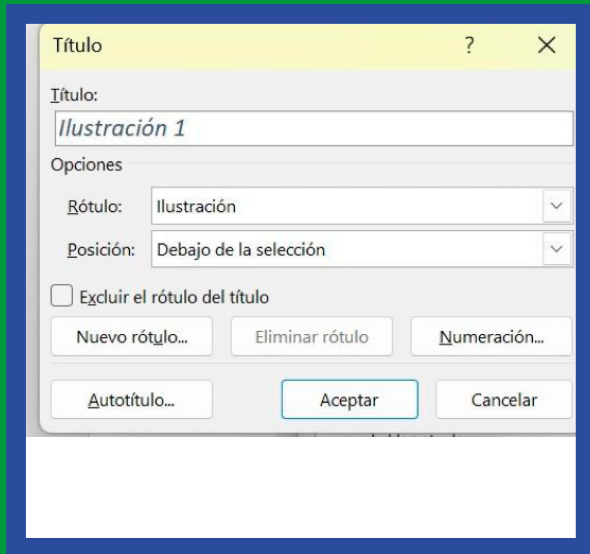 Título ?
Título:
Ilustración 1
Opciones
Rótulo: Ilustración
Posición: Debajo de la selección
Excluir el rótulo del título
Nuevo rótulo... Eliminar rótulo Numeración...
Autotítulo... Aceptar Cancelar